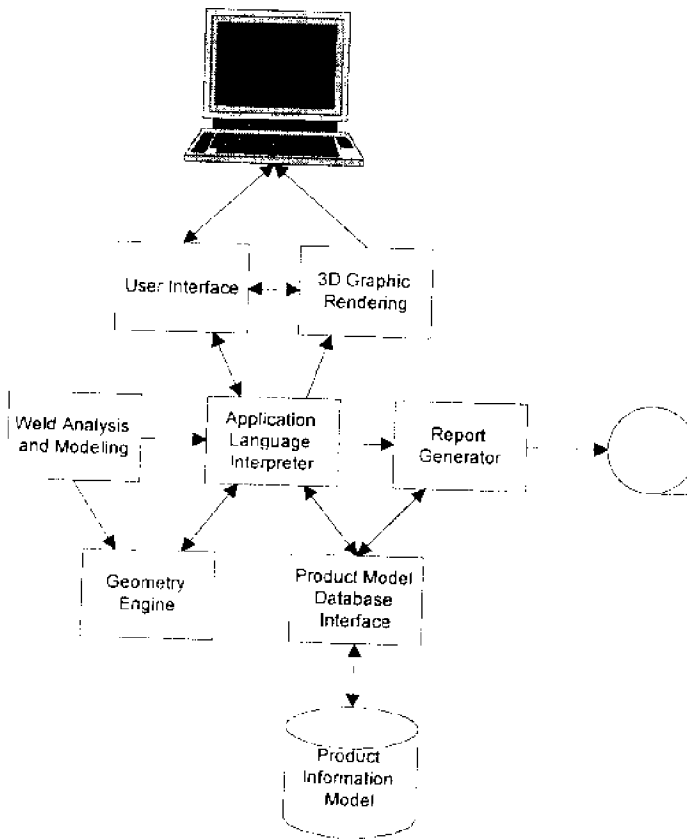 User Interface
3D Graphic
Rendering
Weld Analysis
and Modeling
Application
Language
Interpreter
Report
Generator
Geometry
Engine
Product Model
Database
Interface
Product
Information
Model